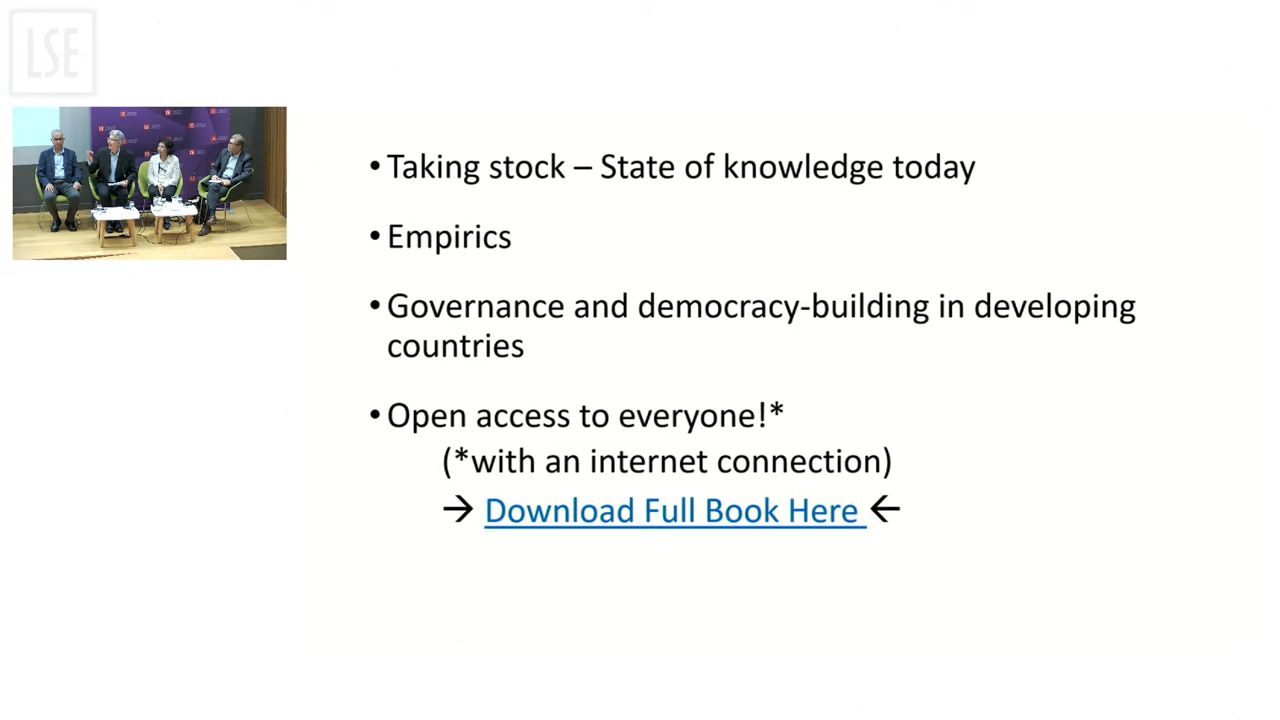 LSE
• Taking stock – State of knowledge today
• Empirics
• Governance and democracy-building in developing
countries
• Open access to everyone!*
(*with an internet connection)
→ Download Full Book Here ←